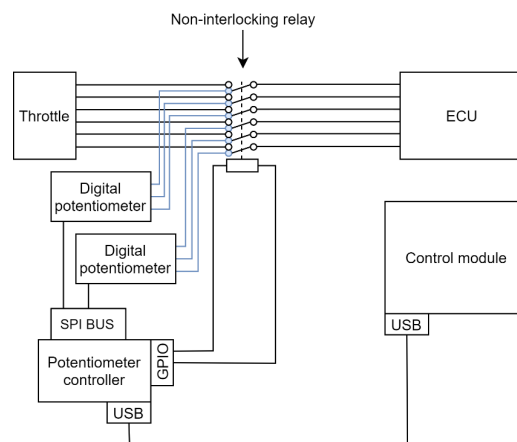 Non-interlocking relay
Throttle
ECU
Digital
potentiometer
Digital
potentiometer
Control module
SPI BUS
USB
Potentiometer
controller
GPIO
USB